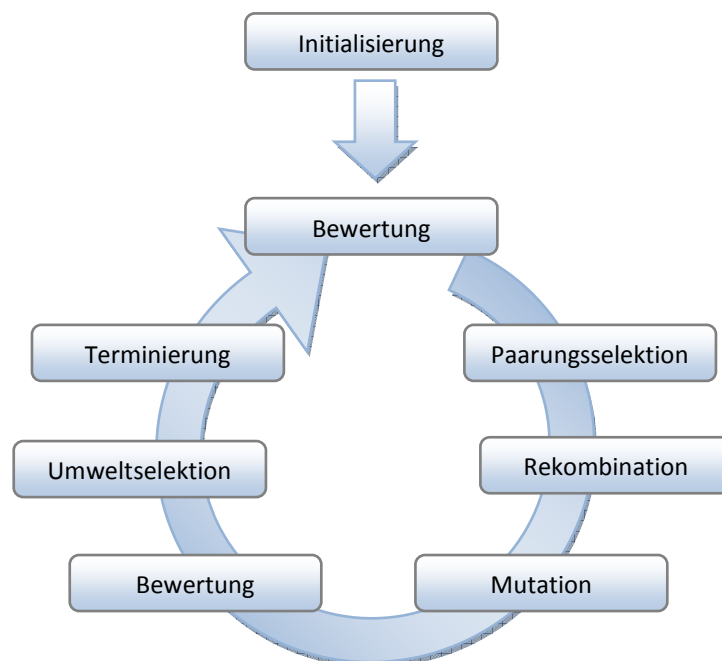 Initialisierung
Bewertung
Paarungsselektion
Rekombination
Mutation
Bewertung
Umweltselektion
Terminierung